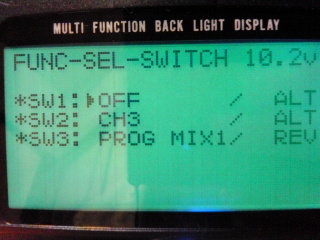 MULTI FUNCTION BACK LIGHT DISPLAY
FUNC-SEL-SWITCH 10.2v
*SW1: OFF / ALT
*SW2: CH3 / ALT
*SW3: PROG MIX1/ REV